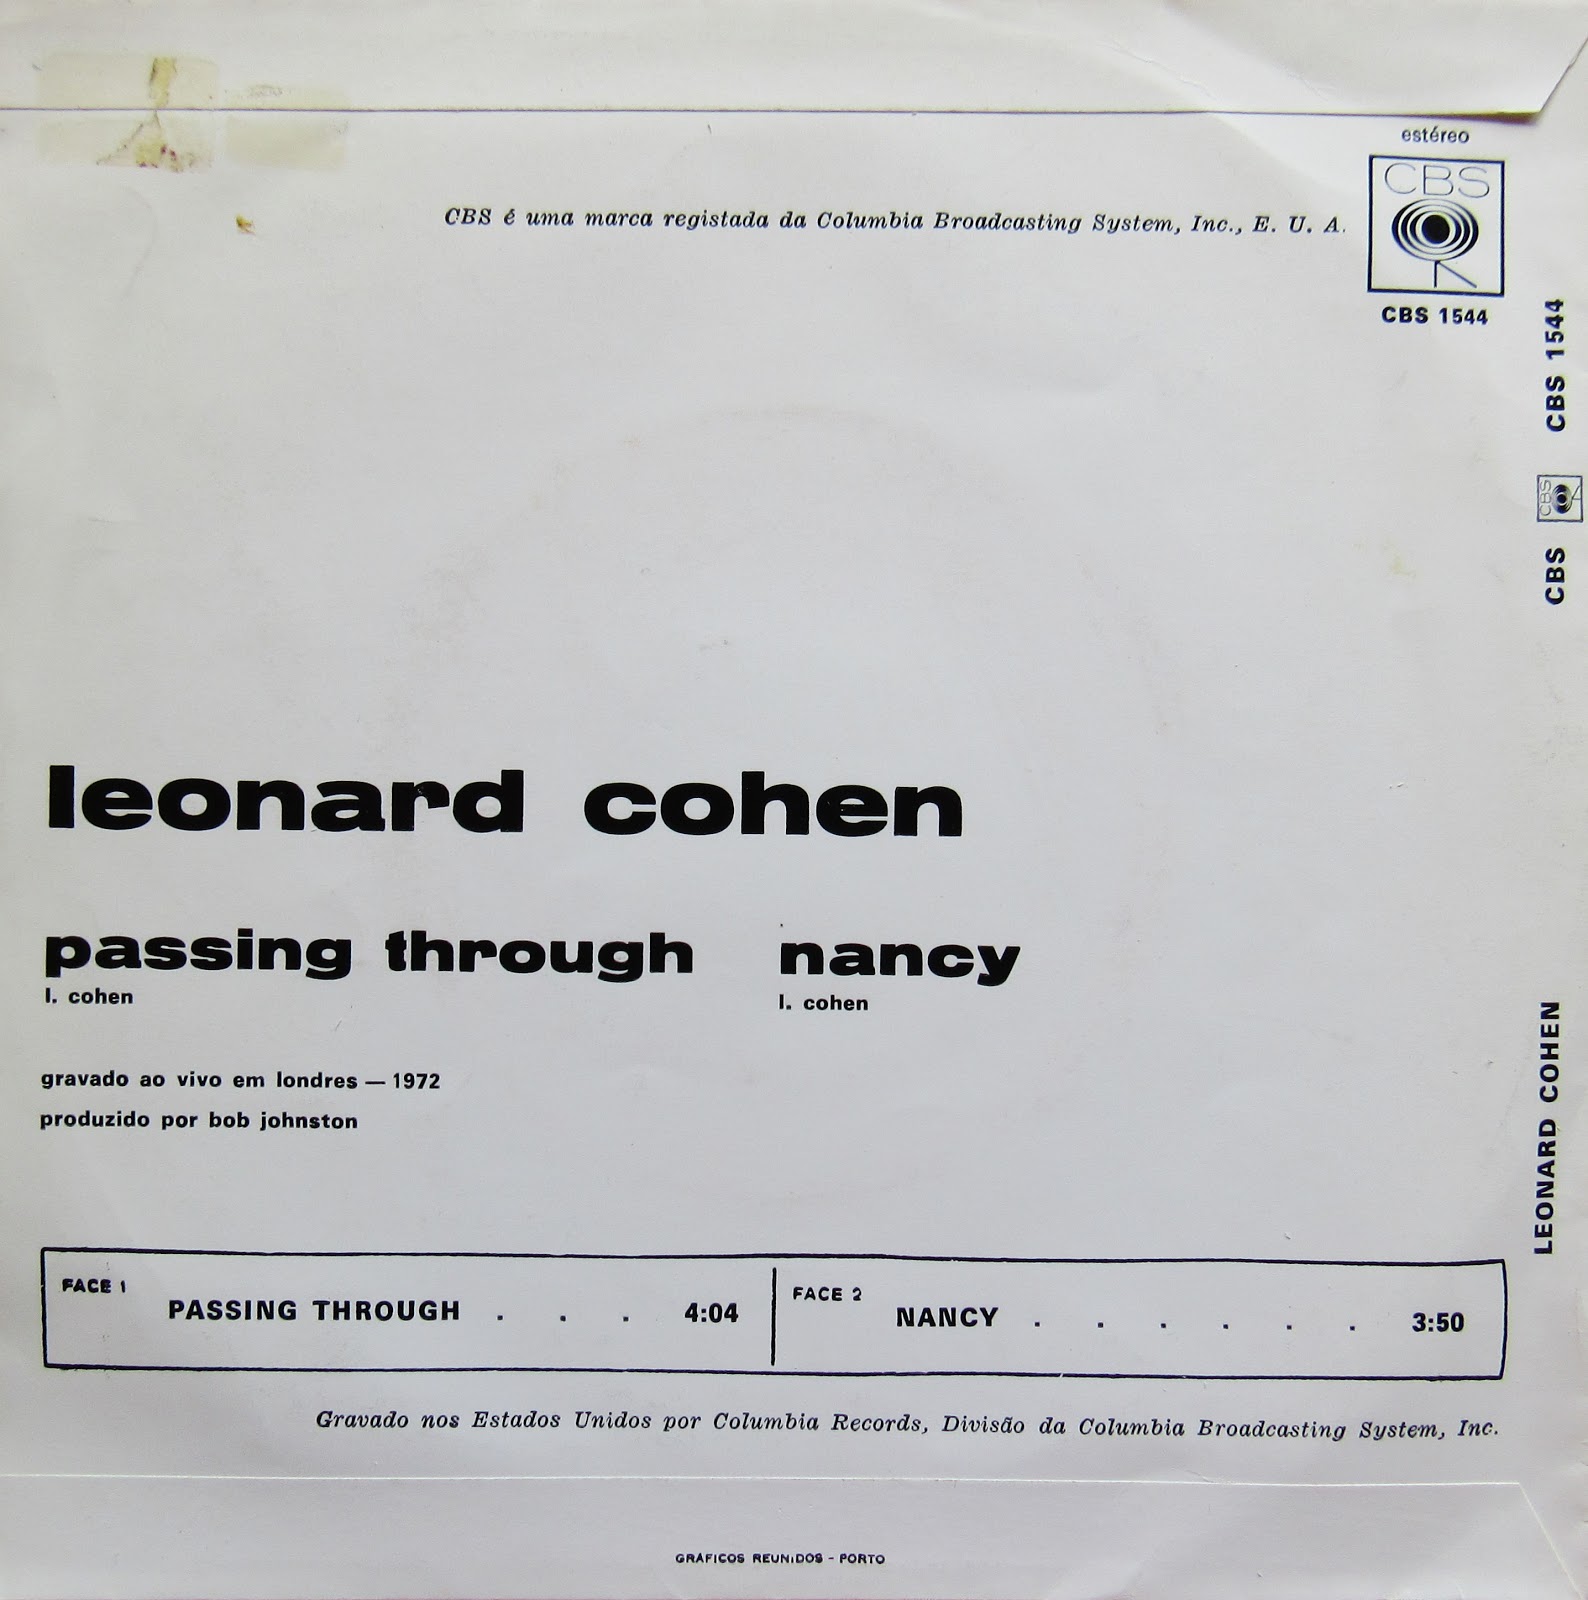 estéreo
CBS
CBS é uma marca registada da Columbia Broadcasting System, Inc., E. U. A.
CBS 1544
CBS 1544
CBS
CBS
LEONARD COHEN
leonard cohen
passing through nancy
l. cohen l. cohen
gravado ao vivo em londres — 1972
produzido por bob johnston
FACE 1 FACE 2
PASSING THROUGH . . . 4:04 NANCY . . . . . . 3:50
Gravado nos Estados Unidos por Columbia Records, Divisão da Columbia Broadcasting System, Inc.
GRÁFICOS REUNIDOS - PORTO